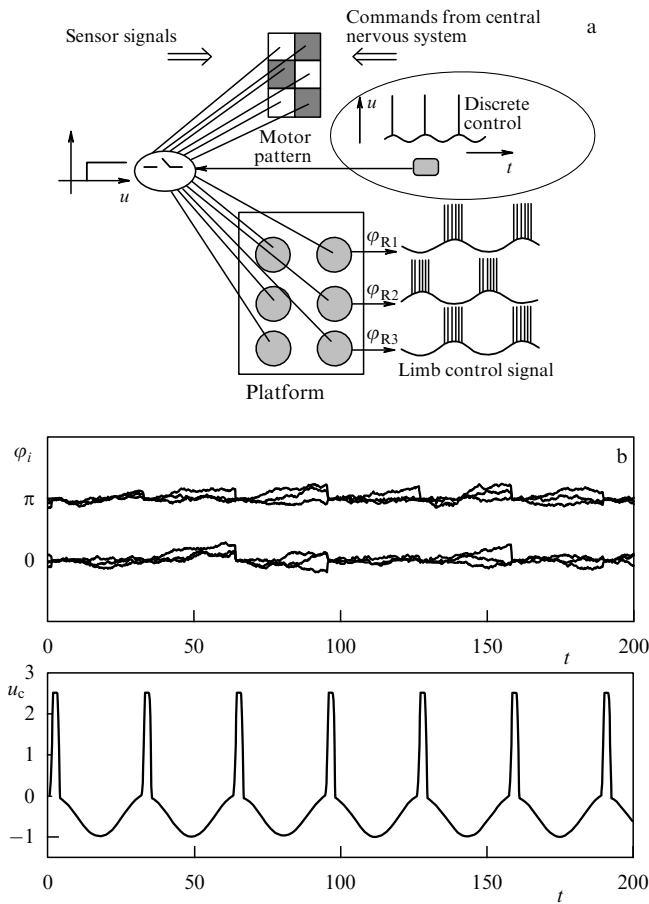 Commands from central
nervous system
a
Sensor signals
Motor
pattern
u
Discrete
control
t
u
φR1
φR2
φR3
Limb control signal
Platform
φi
b
π
0
0 50 100 150 200
t
3
uc
2
1
0
−1
0 50 100 150 200
t